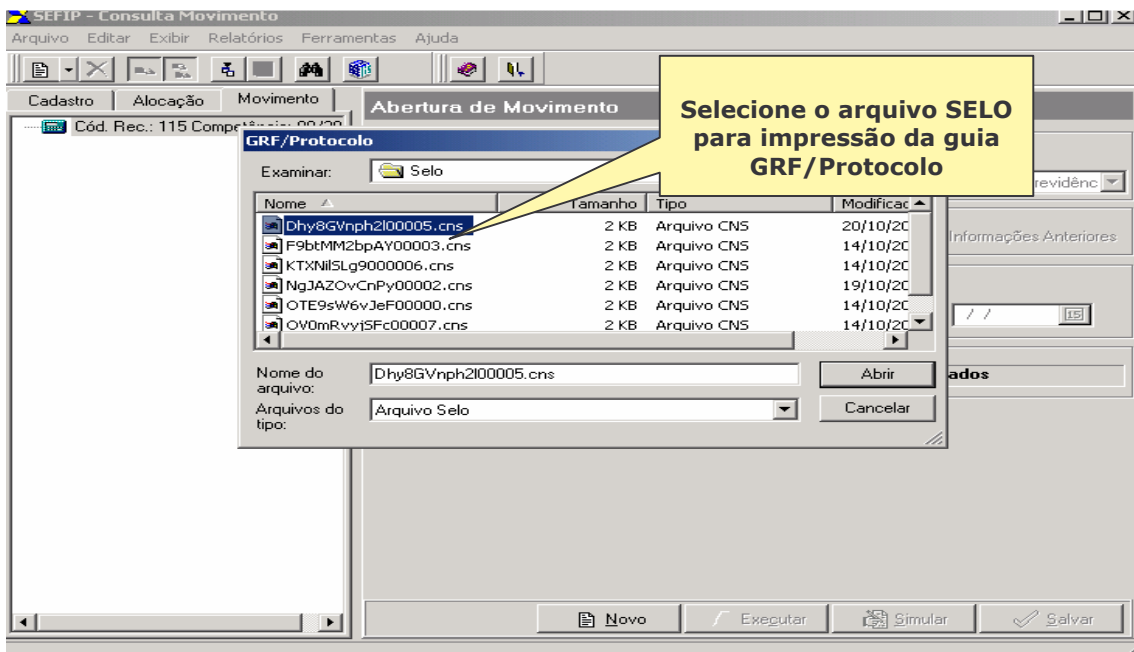 SEFIP - Consulta Movimento
Arquivo Editar Exibir Relatórios Ferramentas Ajuda
Cadastro Alocação Movimento
Abertura de Movimento
Selecione o arquivo SELO
para impressão da guia
GRF/Protocolo
Cód. Rec.: 115
GRF/Protocolo
Examinar: Selo
Nome Tamanho Tipo Modificac
Dhy8GVnph2l00005.cns 2 KB Arquivo CNS 20/10/20
F9btMM2bpAY00003.cns 2 KB Arquivo CNS 14/10/20
KTXNilSLg9000006.cns 2 KB Arquivo CNS 14/10/20
NgJAZOvCnPy00002.cns 2 KB Arquivo CNS 19/10/20
OTE9sW6vJeF00000.cns 2 KB Arquivo CNS 14/10/20
OV0mRvyjSFc00007.cns 2 KB Arquivo CNS 14/10/20
revidênc
Informações Anteriores
/ / 15
ados
Nome do
arquivo:
Dhy8GVnph2l00005.cns
Abrir
Arquivos do
tipo:
Arquivo Selo
Cancelar
Novo Executar Simular Salvar